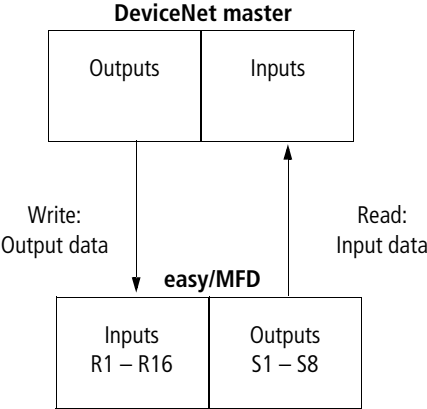 DeviceNet master
Outputs
Inputs
Write:
Output data
Read:
Input data
easy/MFD
Inputs
R1 – R16
Outputs
S1 – S8